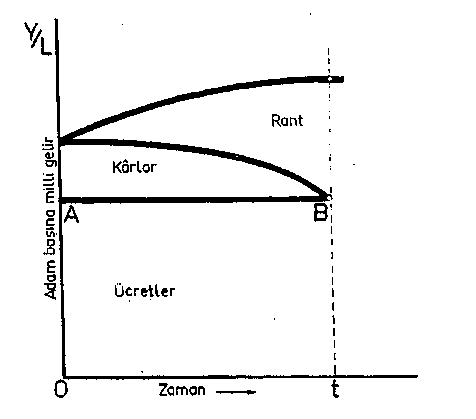 Y/L
Adam başına milli gelir
Rant
Kârlar
A
B
Ücretler
O
Zaman
t